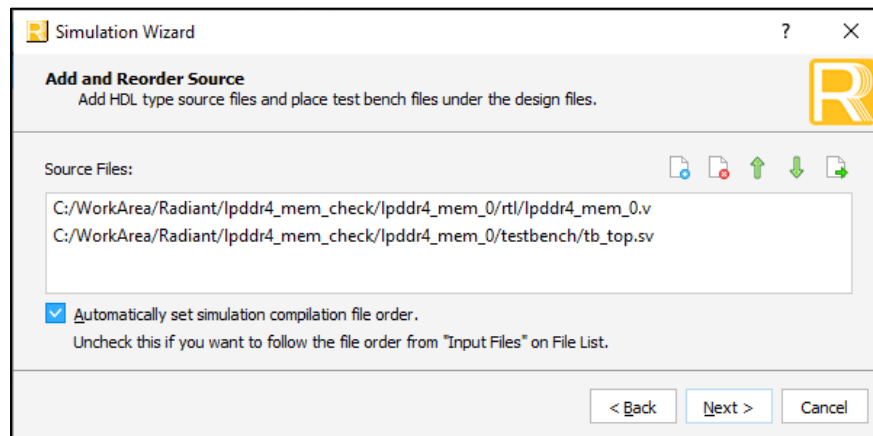 Simulation Wizard
?
Add and Reorder Source
Add HDL type source files and place test bench files under the design files.
Source Files:
C:/WorkArea/Radiant/lpddr4_mem_check/lpddr4_mem_0/rtl/lpddr4_mem_0.v
C:/WorkArea/Radiant/lpddr4_mem_check/lpddr4_mem_0/testbench/tb_top.sv
Automatically set simulation compilation file order.
Uncheck this if you want to follow the file order from "Input Files" on File List.
< Back Next > Cancel